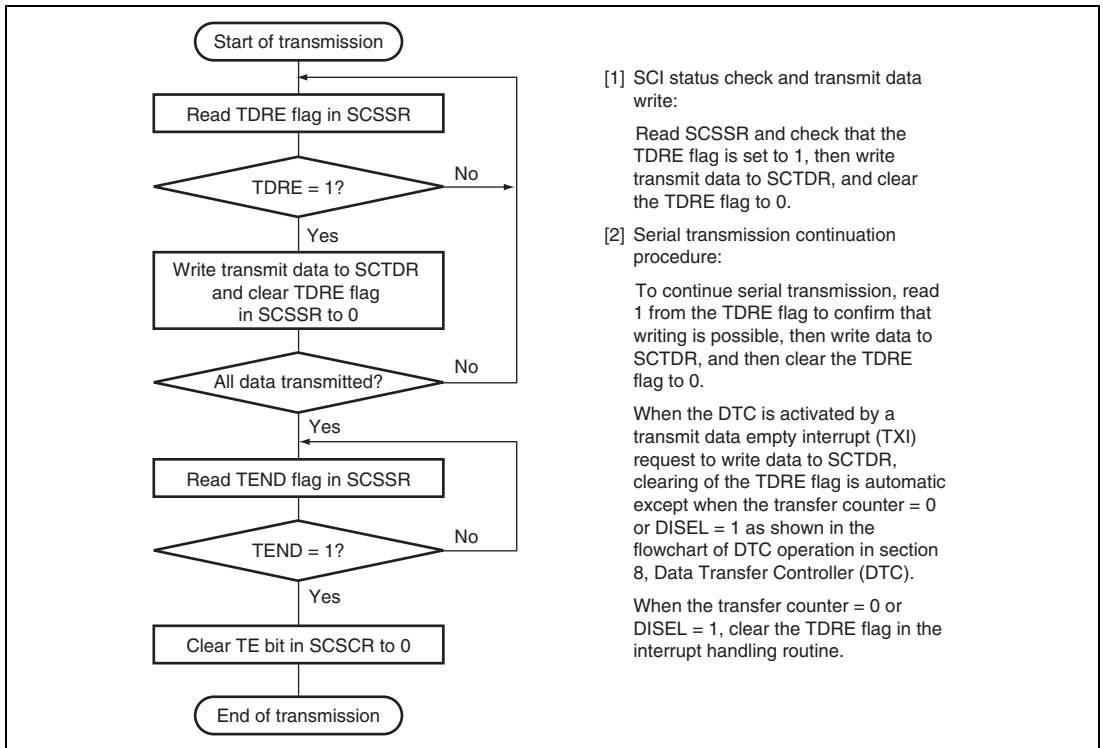 Start of transmission
Read TDRE flag in SCSSR
TDRE = 1?
No
Yes
Write transmit data to SCTDR
and clear TDRE flag
in SCSSR to 0
All data transmitted?
No
Yes
Read TEND flag in SCSSR
TEND = 1?
No
Yes
Clear TE bit in SCSCR to 0
End of transmission
[1] SCI status check and transmit data
write:
Read SCSSR and check that the
TDRE flag is set to 1, then write
transmit data to SCTDR, and clear
the TDRE flag to 0.
[2] Serial transmission continuation
procedure:
To continue serial transmission, read
1 from the TDRE flag to confirm that
writing is possible, then write data to
SCTDR, and then clear the TDRE
flag to 0.
When the DTC is activated by a
transmit data empty interrupt (TXI)
request to write data to SCTDR,
clearing of the TDRE flag is automatic
except when the transfer counter = 0
or DISEL = 1 as shown in the
flowchart of DTC operation in section
8, Data Transfer Controller (DTC).
When the transfer counter = 0 or
DISEL = 1, clear the TDRE flag in the
interrupt handling routine.